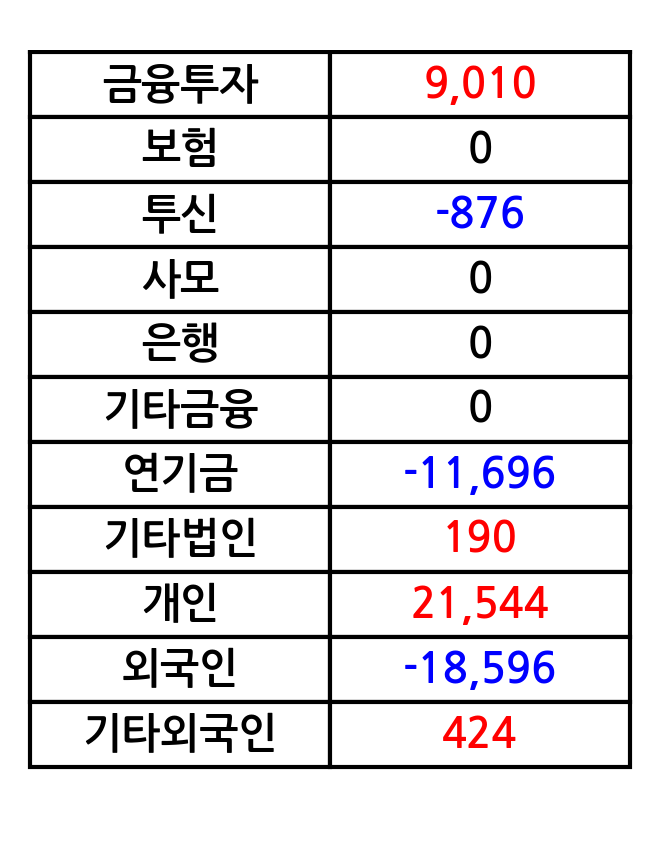 금융투자 9,010
보험 0
투신 -876
사모 0
은행 0
기타금융 0
연기금 -11,696
기타법인 190
개인 21,544
외국인 -18,596
기타외국인 424